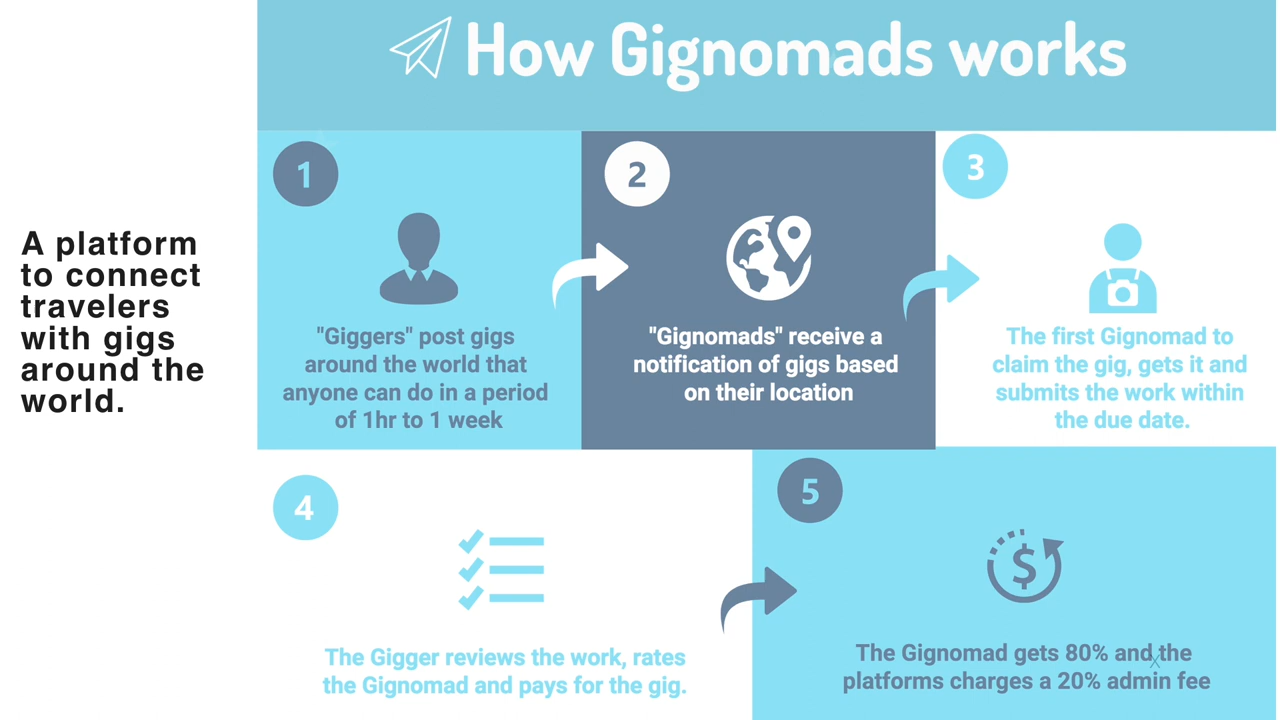 How Gignomads works
A platform
to connect
travelers
with gigs
around the
world.
1
"Giggers" post gigs
around the world that
anyone can do in a period
of 1hr to 1 week
2
"Gignomads" receive a
notification of gigs based
on their location
3
The first Gignomad to
claim the gig, gets it and
submits the work within
the due date.
4
The Gigger reviews the work, rates
the Gignomad and pays for the gig.
5
$
The Gignomad gets 80% and the
platforms charges a 20% admin fee